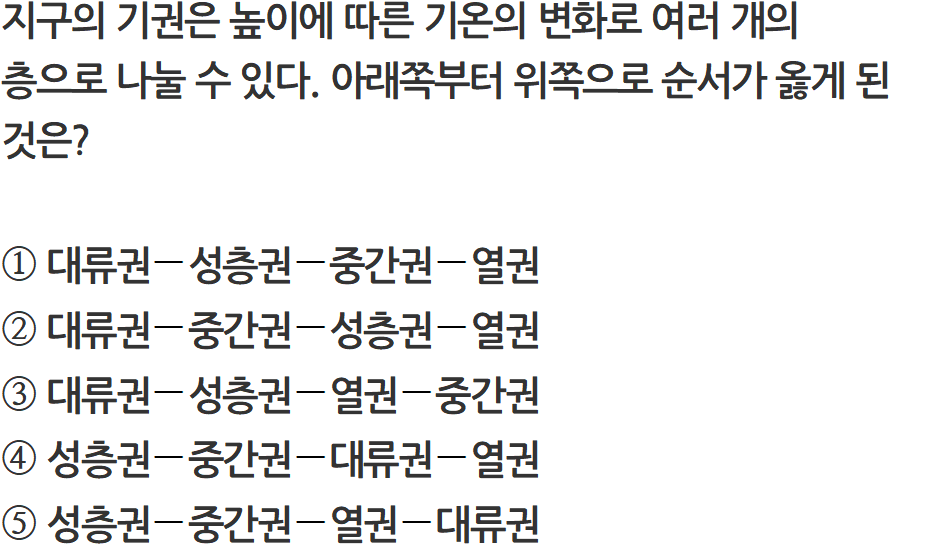 지구의 기권은 높이에 따른 기온의 변화로 여러 개의
층으로 나눌 수 있다. 아래쪽부터 위쪽으로 순서가 옳게 된
것은?
① 대류권－성층권－중간권－열권
② 대류권－중간권－성층권－열권
③ 대류권－성층권－열권－중간권
④ 성층권－중간권－대류권－열권
⑤ 성층권－중간권－열권－대류권